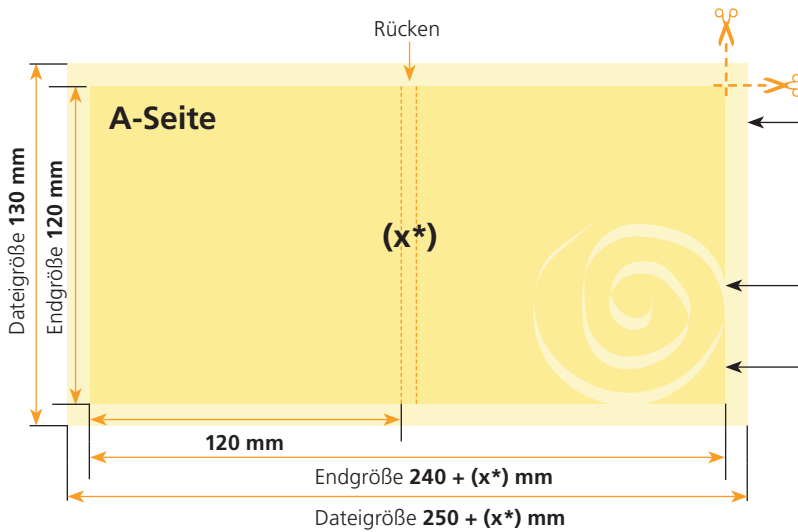 Rücken
A-Seite
(x*)
Dateigröße 130 mm
Endgröße 120 mm
120 mm
Endgröße 240 + (x*) mm
Dateigröße 250 + (x*) mm